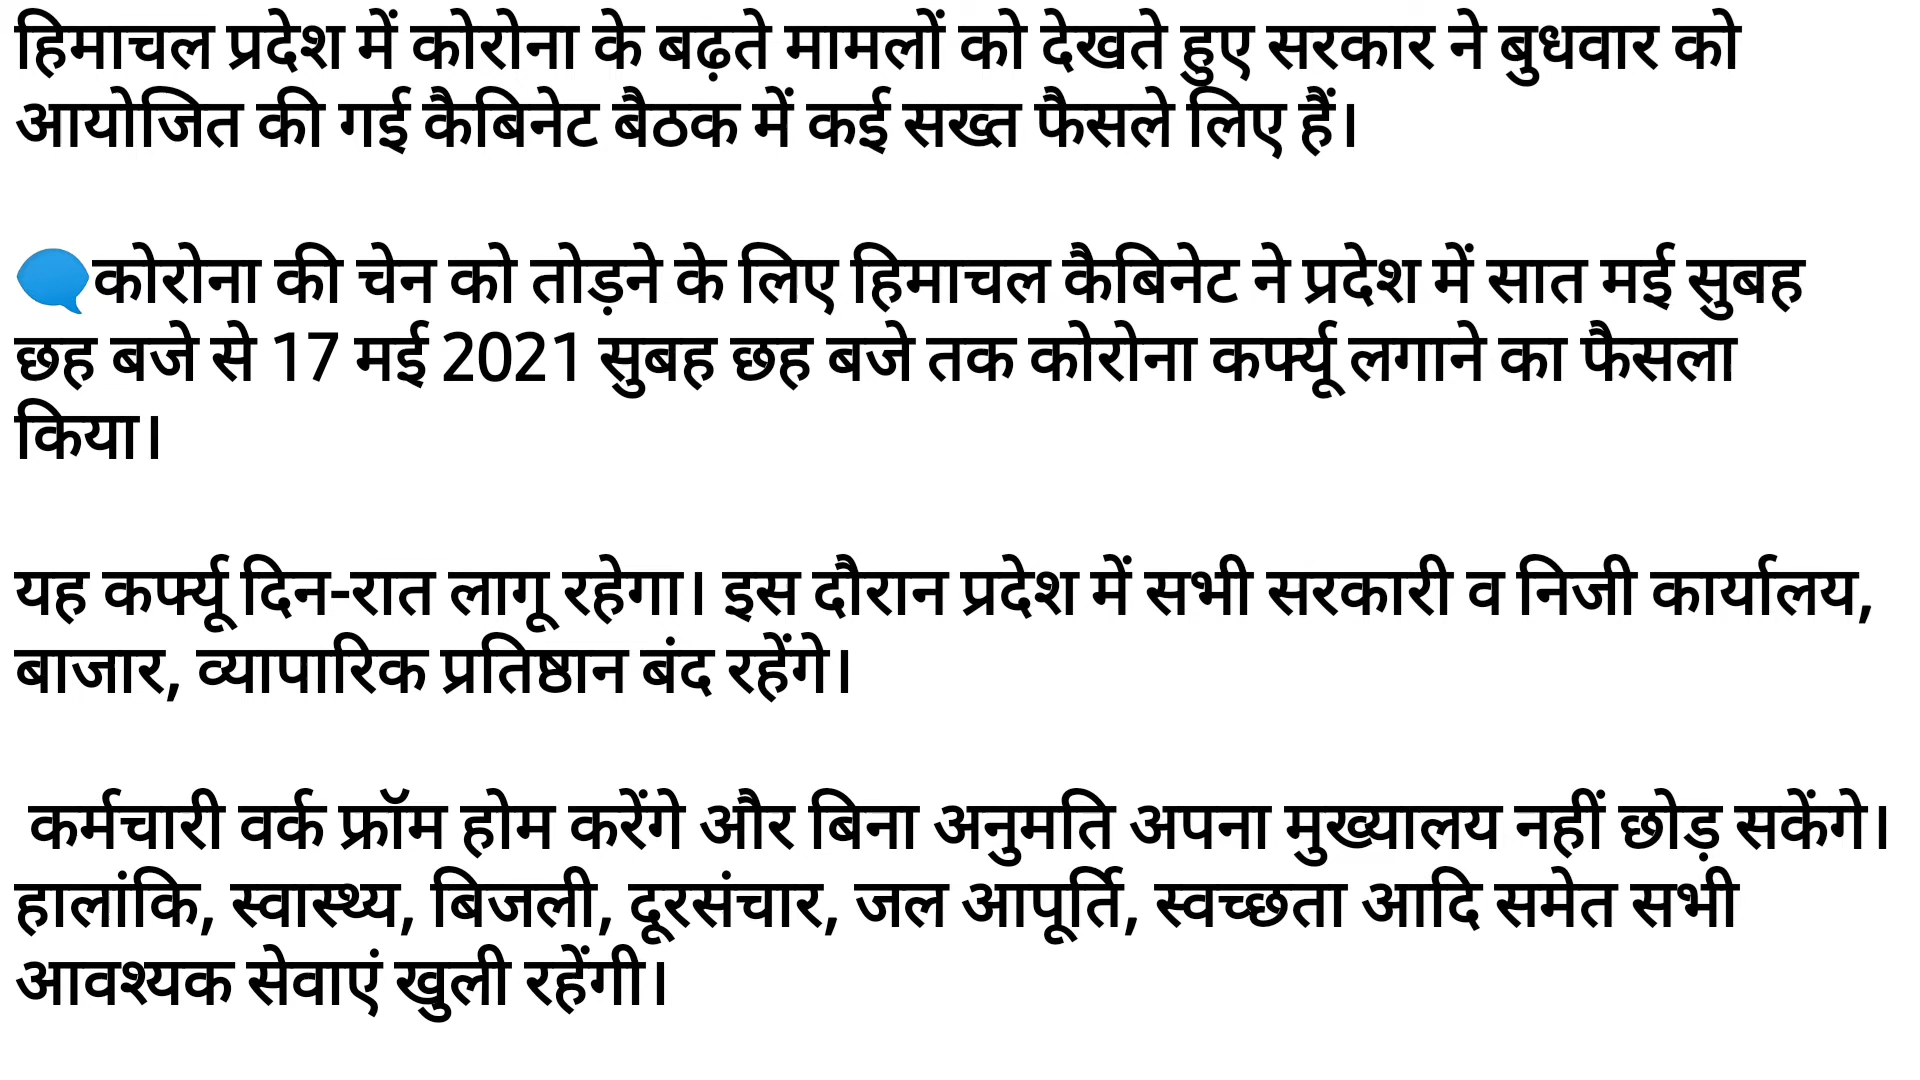 हिमाचल प्रदेश में कोरोना के बढ़ते मामलों को देखते हुए सरकार ने बुधवार को
आयोजित की गई कैबिनेट बैठक में कई सख्त फैसले लिए हैं।
🗨कोरोना की चेन को तोड़ने के लिए हिमाचल कैबिनेट ने प्रदेश में सात मई सुबह
छह बजे से 17 मई 2021 सुबह छह बजे तक कोरोना कर्फ्यू लगाने का फैसला
किया।
यह कर्फ्यू दिन-रात लागू रहेगा। इस दौरान प्रदेश में सभी सरकारी व निजी कार्यालय,
बाजार, व्यापारिक प्रतिष्ठान बंद रहेंगे।
कर्मचारी वर्क फ्रॉम होम करेंगे और बिना अनुमति अपना मुख्यालय नहीं छोड़ सकेंगे।
हालांकि, स्वास्थ्य, बिजली, दूरसंचार, जल आपूर्ति, स्वच्छता आदि समेत सभी
आवश्यक सेवाएं खुली रहेंगी।